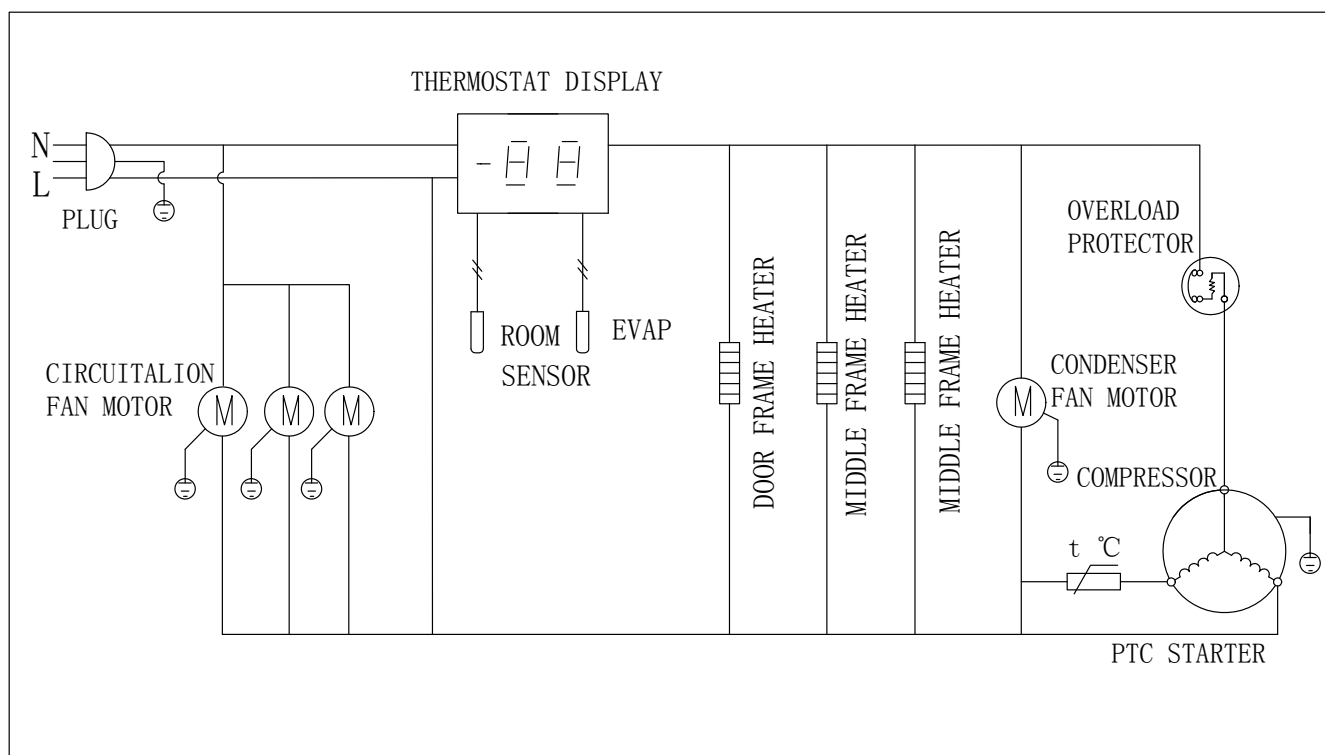 THERMOSTAT DISPLAY
N
L
PLUG
OVERLOAD
PROTECTOR
ROOM
SENSOR
EVAP
DOOR FRAME HEATER
MIDDLE FRAME HEATER
MIDDLE FRAME HEATER
CIRCUITALION
FAN MOTOR
M
M
M
M
CONDENSER
FAN MOTOR
COMPRESSOR
t ℃
PTC STARTER